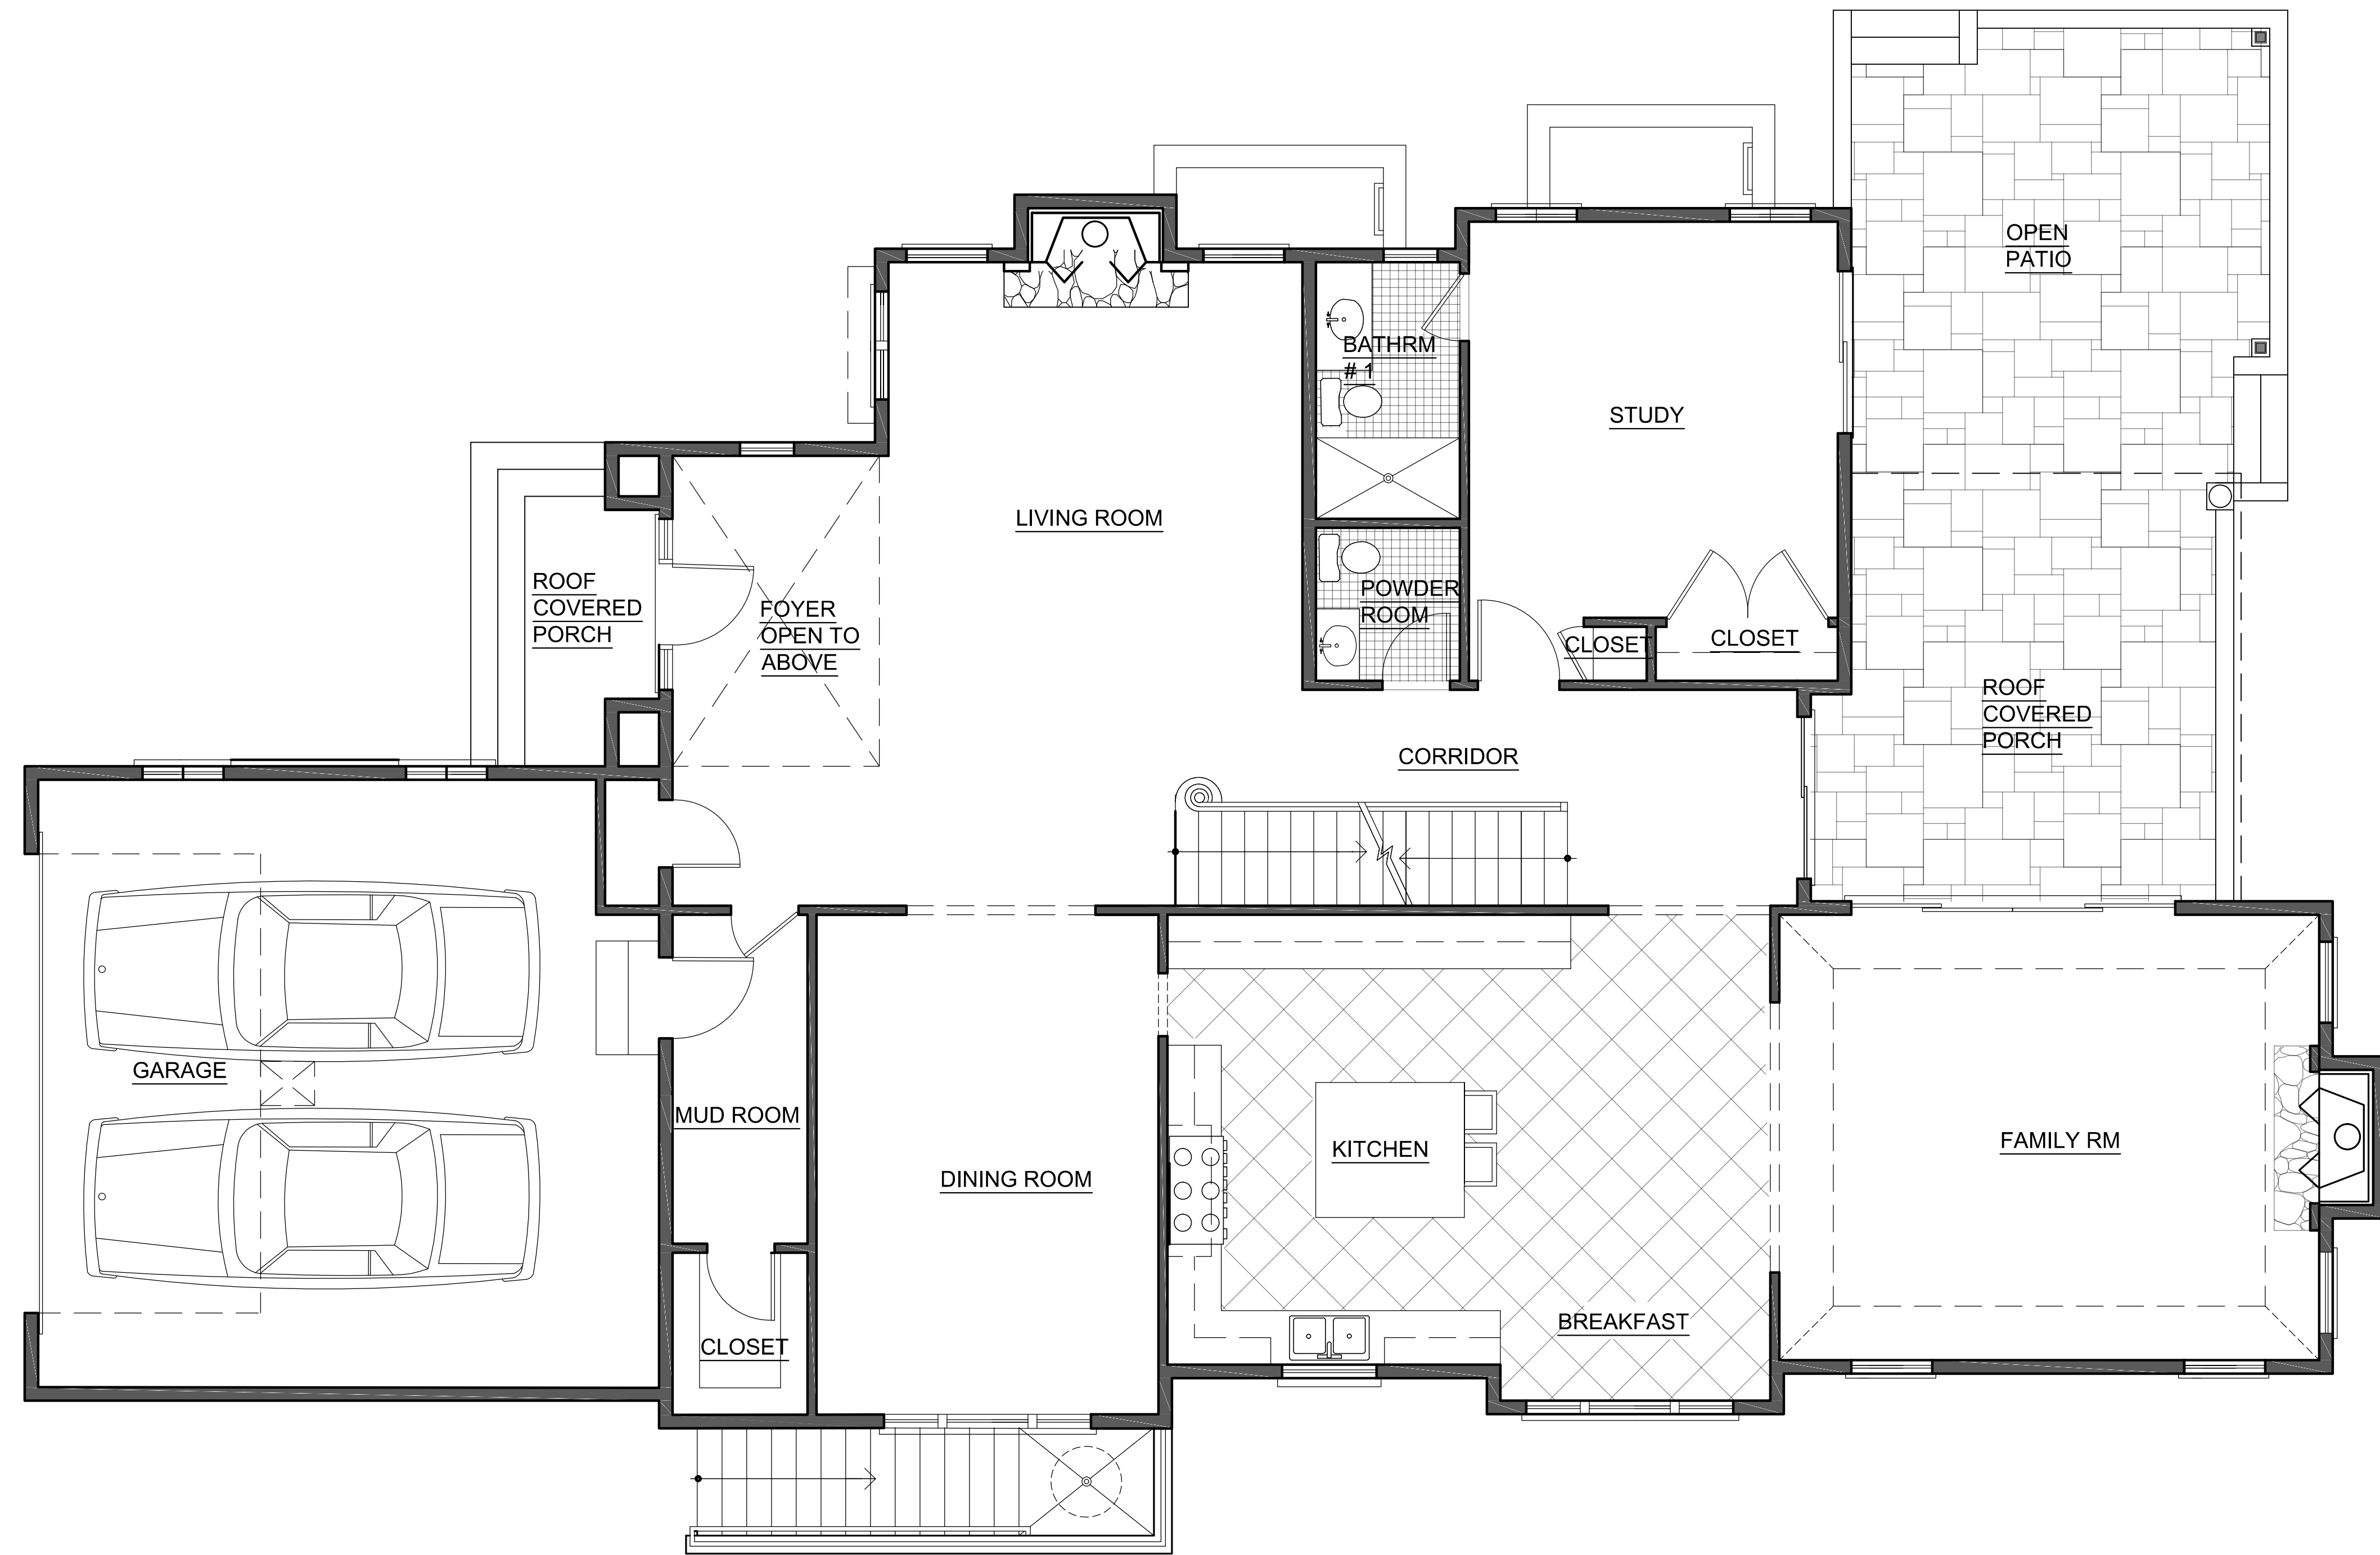 OPEN
PATIO
BATHRM
# 1
STUDY
LIVING ROOM
ROOF
COVERED
PORCH
FOYER
OPEN TO
ABOVE
POWDER
ROOM
CLOSET
CLOSET
ROOF
COVERED
PORCH
CORRIDOR
GARAGE
MUD ROOM
DINING ROOM
KITCHEN
FAMILY RM
BREAKFAST
CLOSET